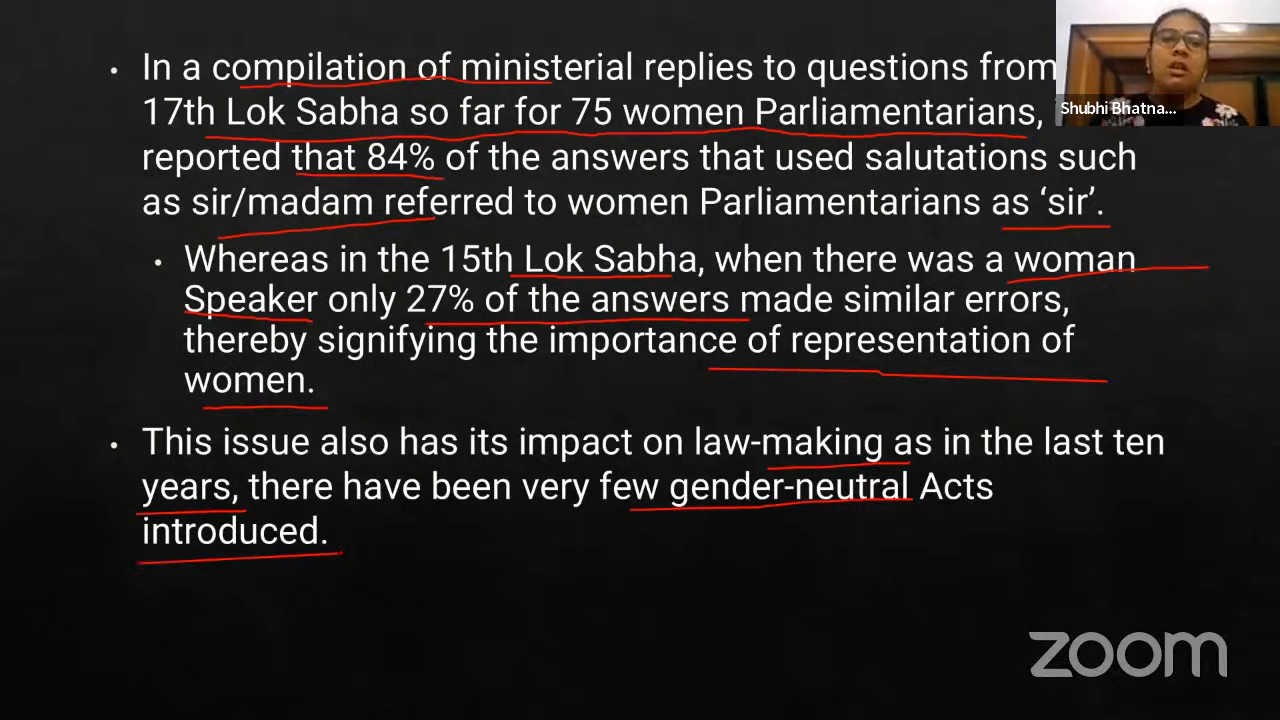 In a compilation of ministerial replies to questions from
17th Lok Sabha so far for 75 women Parliamentarians,
reported that 84% of the answers that used salutations such
as sir/madam referred to women Parliamentarians as ‘sir’.
Whereas in the 15th Lok Sabha, when there was a woman
Speaker only 27% of the answers made similar errors,
thereby signifying the importance of representation of
women.
This issue also has its impact on law-making as in the last ten
years, there have been very few gender-neutral Acts
introduced.
Shubhi Bhatna...
zoom